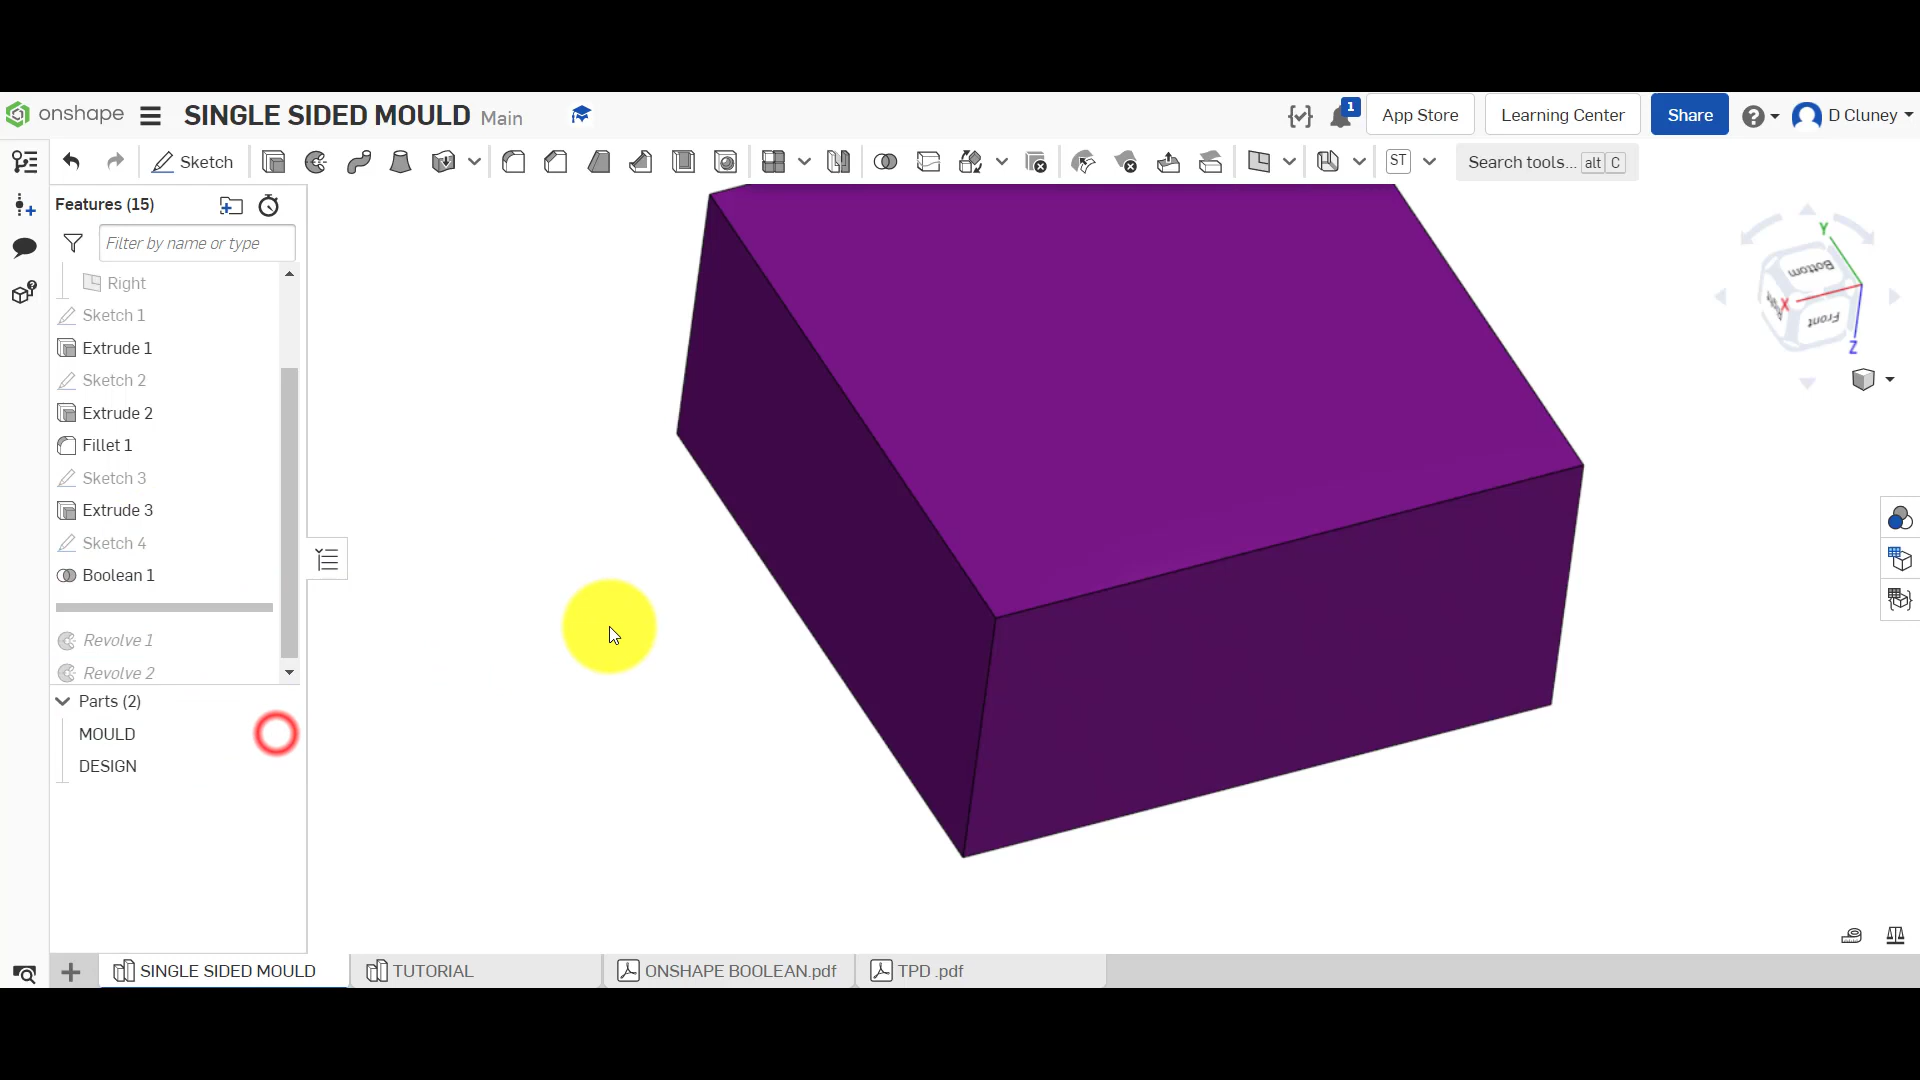 onshape SINGLE SIDED MOULD Main 1 App Store Learning Center Share D Cluney
Sketch ST Search tools... alt C
Features (15)
Filter by name or type
Right
Sketch 1
Extrude 1
Sketch 2
Extrude 2
Fillet 1
Sketch 3
Extrude 3
Sketch 4
Boolean 1
Revolve 1
Revolve 2
Parts (2)
MOULD
DESIGN
Y
Bottom
X
Right
Front
Z
SINGLE SIDED MOULD TUTORIAL ONSHAPE BOOLEAN.pdf TPD .pdf